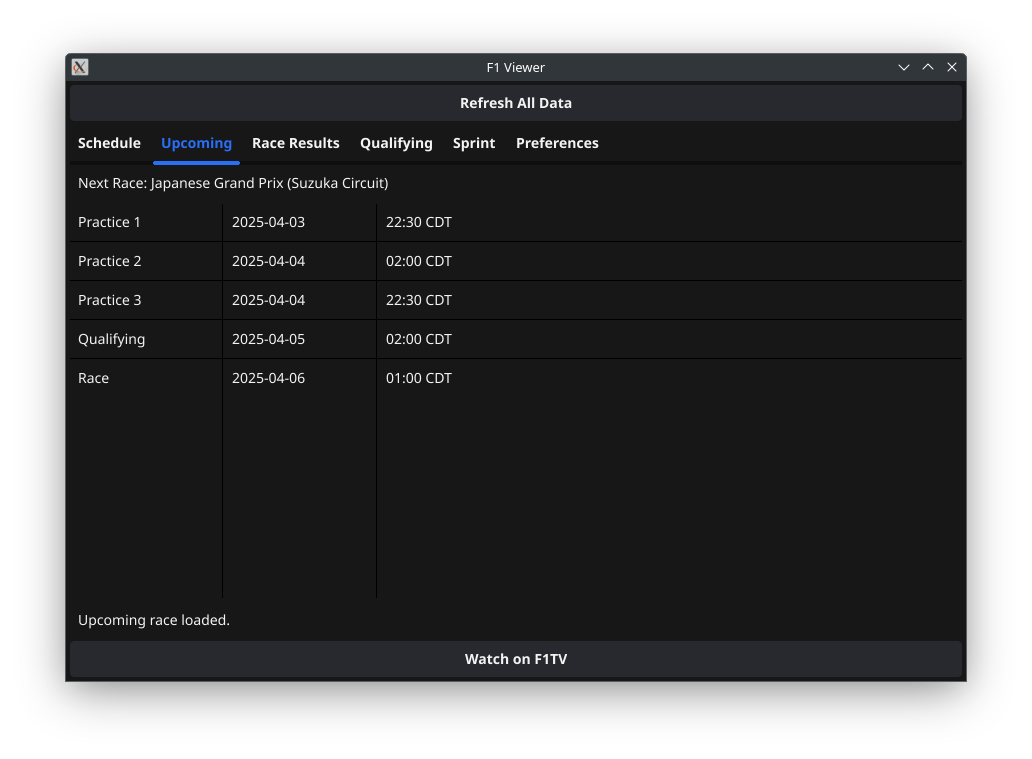 F1 Viewer
Refresh All Data
Schedule Upcoming Race Results Qualifying Sprint Preferences
Next Race: Japanese Grand Prix (Suzuka Circuit)
Practice 1 2025-04-03 22:30 CDT
Practice 2 2025-04-04 02:00 CDT
Practice 3 2025-04-04 22:30 CDT
Qualifying 2025-04-05 02:00 CDT
Race 2025-04-06 01:00 CDT
Upcoming race loaded.
Watch on F1TV